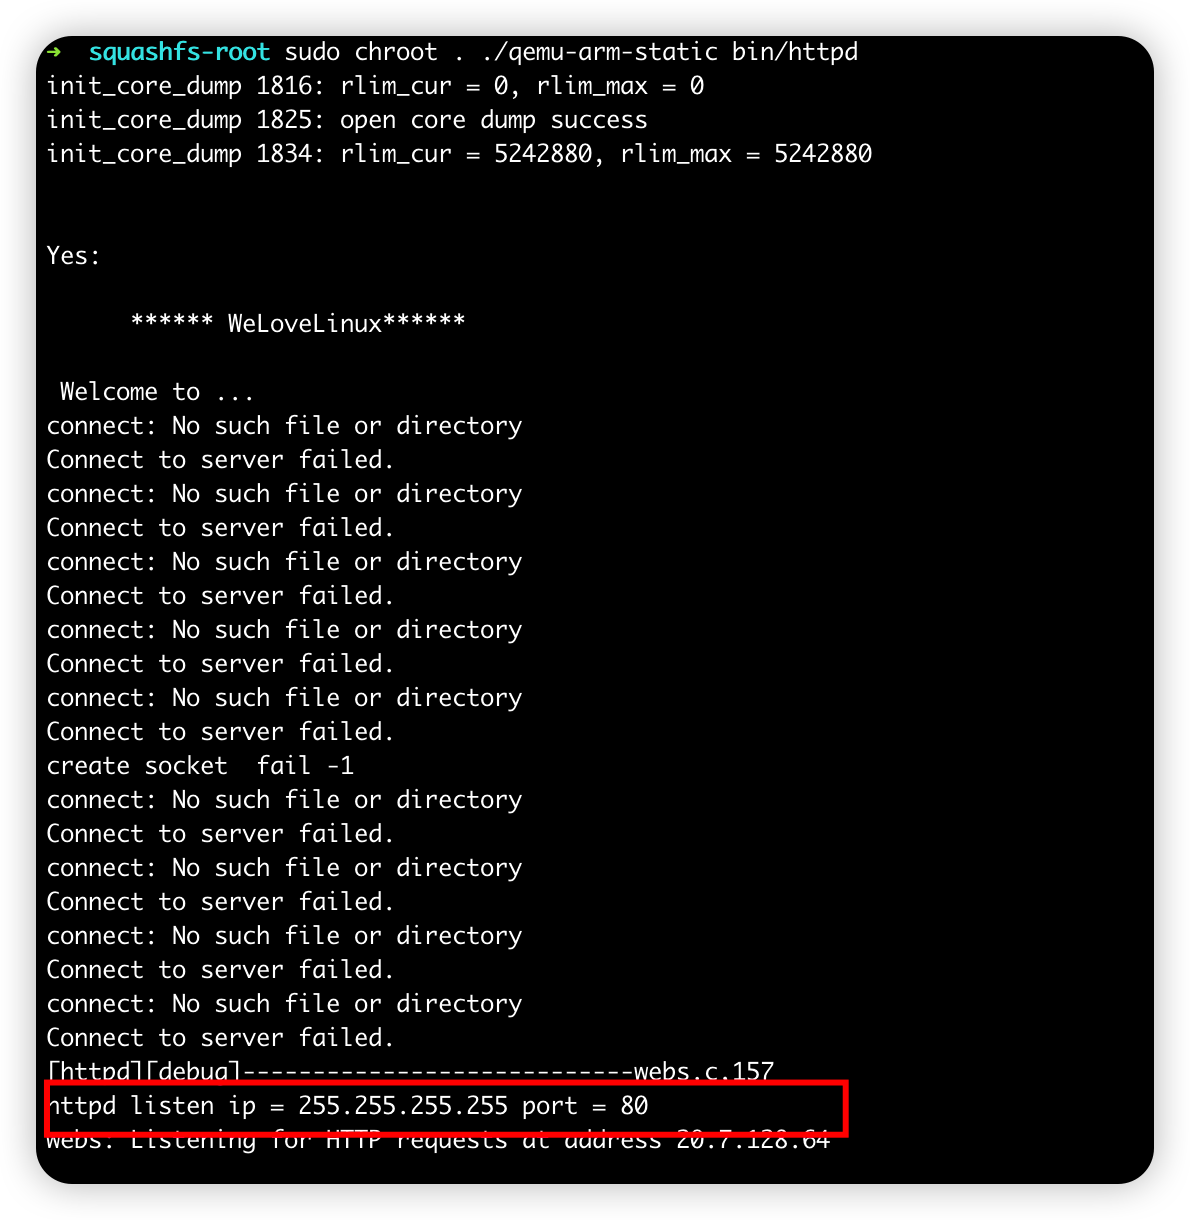 ➜  squashfs-root sudo chroot . ./qemu-arm-static bin/httpd
init_core_dump 1816: rlim_cur = 0, rlim_max = 0
init_core_dump 1825: open core dump success
init_core_dump 1834: rlim_cur = 5242880, rlim_max = 5242880
Yes:
****** WeLoveLinux******
Welcome to ...
connect: No such file or directory
Connect to server failed.
connect: No such file or directory
Connect to server failed.
connect: No such file or directory
Connect to server failed.
connect: No such file or directory
Connect to server failed.
connect: No such file or directory
Connect to server failed.
create socket  fail -1
connect: No such file or directory
Connect to server failed.
connect: No such file or directory
Connect to server failed.
connect: No such file or directory
Connect to server failed.
connect: No such file or directory
Connect to server failed.
[httpd][debug]----------------------------webs.c,157
httpd listen ip = 255.255.255.255 port = 80
webs: Listening for HTTP requests at address 20.7.128.64